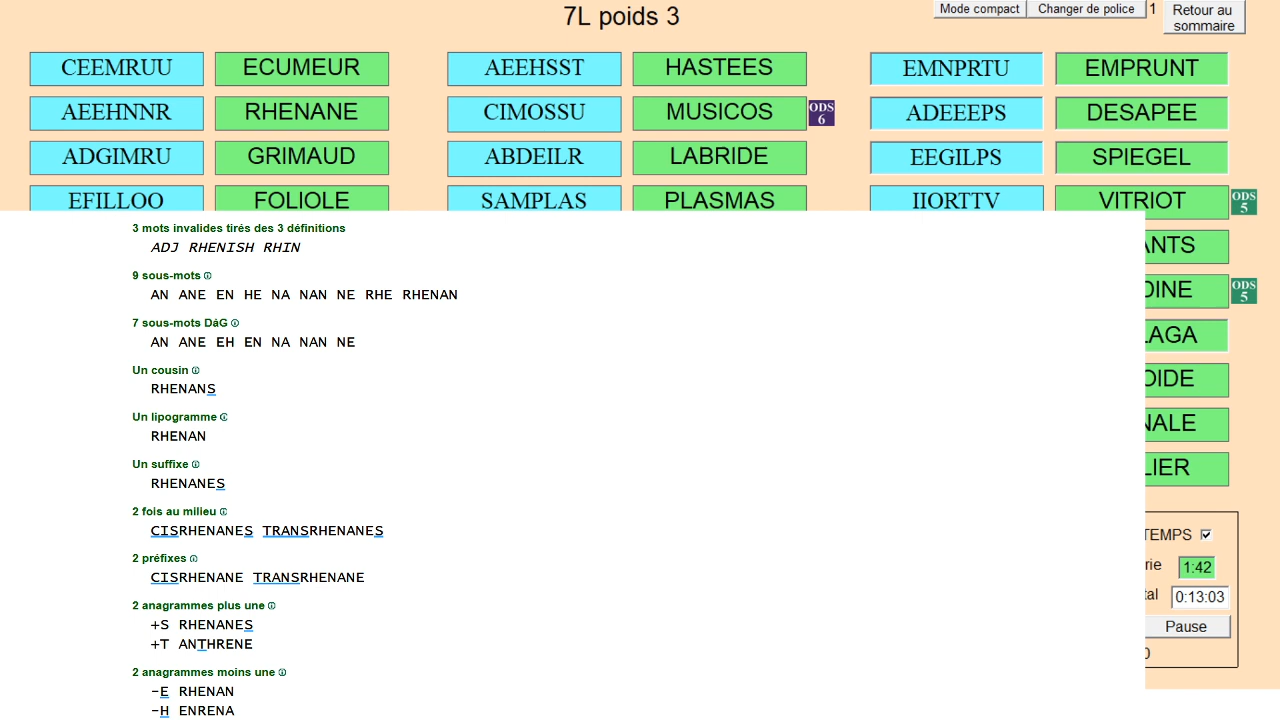 7L poids 3
Mode compact Changer de police 1 Retour au sommaire
CEEMRUU ECUMEUR AEEHSST HASTEES EMNPRTU EMPRUNT
AEEHNNR RHENANE CIMOSSU MUSICOS ODS 6 ADEEEPS DESAPEE
ADGIMRU GRIMAUD ABDEILR LABRIDE EEGILPS SPIEGEL
EFILLOO FOLIOLE SAMPLAS PLASMAS IIORTTV VITRIOT ODS 5
3 mots invalides tirés des 3 définitions
ADJ RHENISH RHIN
9 sous-mots
AN ANE EN HE NA NAN NE RHE RHENAN
7 sous-mots DàG
AN ANE EH EN NA NAN NE
Un cousin
RHENANS
Un lipogramme
RHENAN
Un suffixe
RHENANES
2 fois au milieu
CISRHENANES TRANSRHENANES
2 préfixes
CISRHENANE TRANSRHENANE
2 anagrammes plus une
+S RHENANES
+T ANTHRENE
2 anagrammes moins une
-E RHENAN
-H ENRENA
ANTS
OINE ODS 5
LAGA
OIDE
NALE
LIER
TEMPS
rie 1:42
tal 0:13:03
Pause